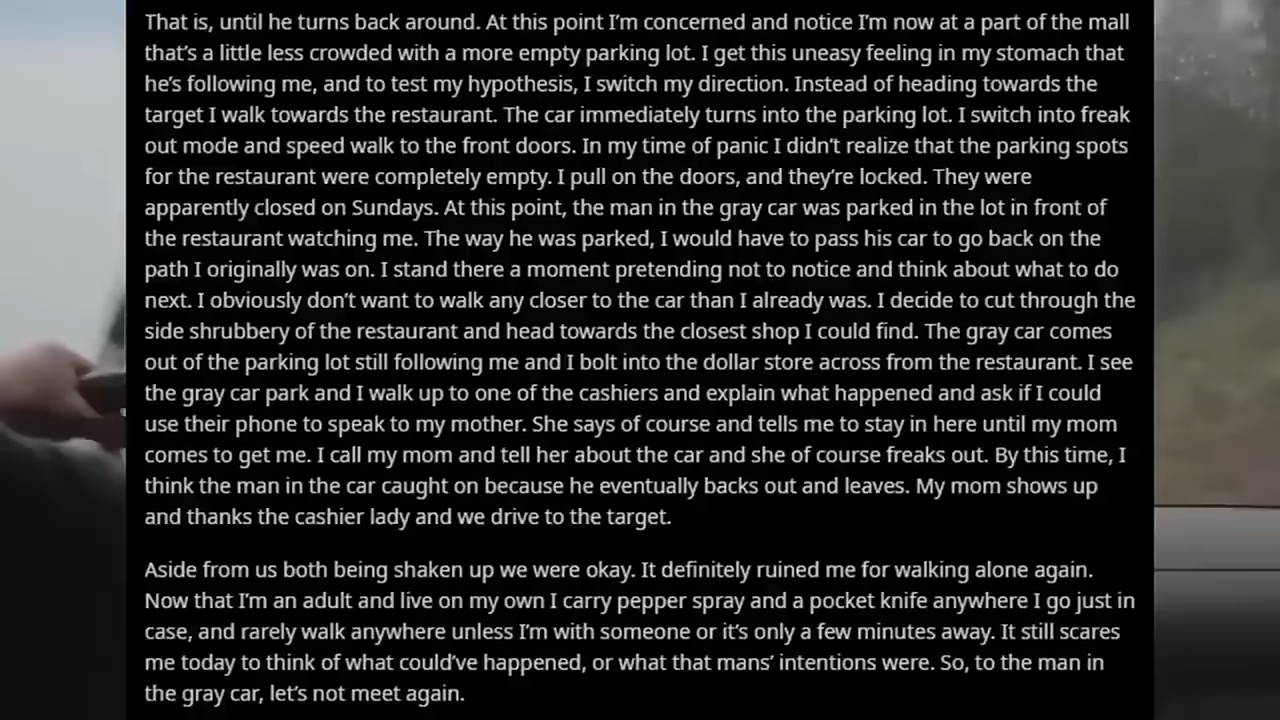 That is, until he turns back around. At this point I’m concerned and notice I’m now at a part of the mall
that’s a little less crowded with a more empty parking lot. I get this uneasy feeling in my stomach that
he’s following me, and to test my hypothesis, I switch my direction. Instead of heading towards the
target I walk towards the restaurant. The car immediately turns into the parking lot. I switch into freak
out mode and speed walk to the front doors. In my time of panic I didn’t realize that the parking spots
for the restaurant were completely empty. I pull on the doors, and they’re locked. They were
apparently closed on Sundays. At this point, the man in the gray car was parked in the lot in front of
the restaurant watching me. The way he was parked, I would have to pass his car to go back on the
path I originally was on. I stand there a moment pretending not to notice and think about what to do
next. I obviously don’t want to walk any closer to the car than I already was. I decide to cut through the
side shrubbery of the restaurant and head towards the closest shop I could find. The gray car comes
out of the parking lot still following me and I bolt into the dollar store across from the restaurant. I see
the gray car park and I walk up to one of the cashiers and explain what happened and ask if I could
use their phone to speak to my mother. She says of course and tells me to stay in here until my mom
comes to get me. I call my mom and tell her about the car and she of course freaks out. By this time, I
think the man in the car caught on because he eventually backs out and leaves. My mom shows up
and thanks the cashier lady and we drive to the target.
Aside from us both being shaken up we were okay. It definitely ruined me for walking alone again.
Now that I’m an adult and live on my own I carry pepper spray and a pocket knife anywhere I go just in
case, and rarely walk anywhere unless I’m with someone or it’s only a few minutes away. It still scares
me today to think of what could’ve happened, or what that mans’ intentions were. So, to the man in
the gray car, let’s not meet again.